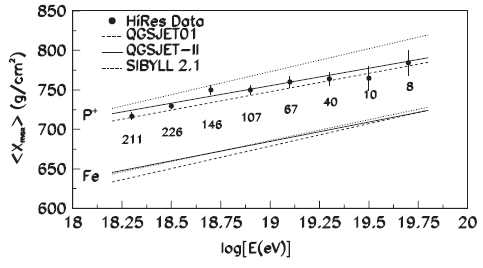 850
800
750
700
650
600
<X_max> (g/cm²)
HiRes Data
QGSJET01
QGSJET-II
SIBYLL 2.1
P⁺
Fe
211
226
146
107
67
40
10
8
18
18.25
18.5
18.75
19
19.25
19.5
19.75
20
log[E(eV)]